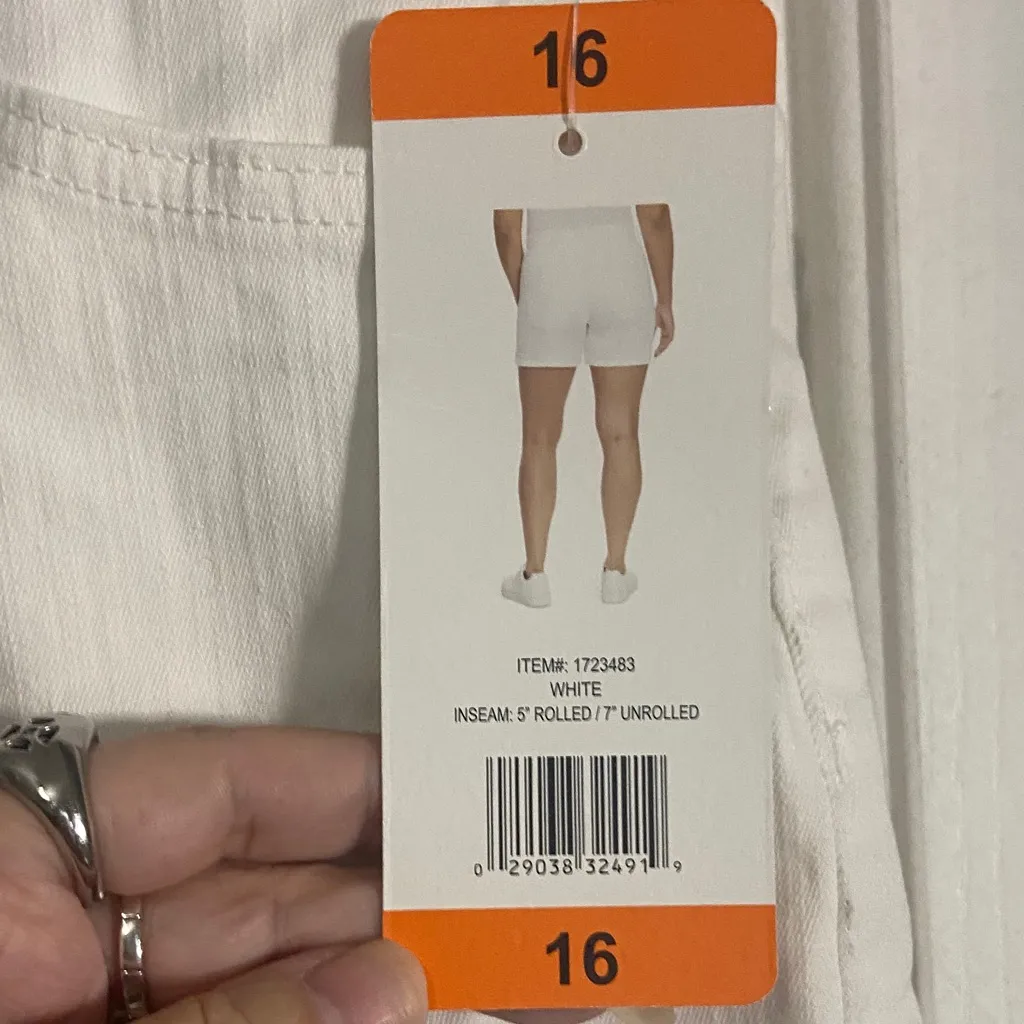 16
ITEM#: 1723483
WHITE
INSEAM: 5" ROLLED / 7" UNROLLED
0 29038 32491 9
16